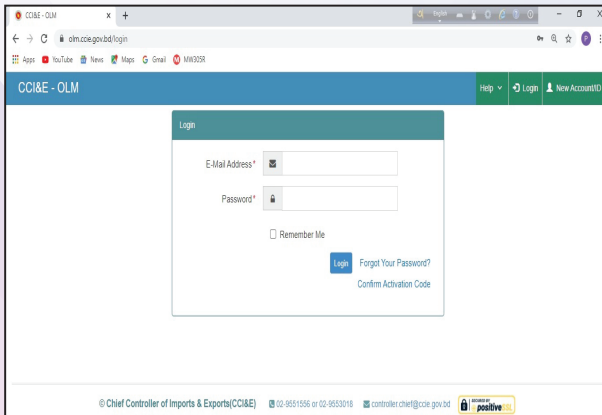 CCI&E - OLM
English
olm.ccie.gov.bd/login
Apps YouTube News Maps Gmail MW305R
CCI&E - OLM
Help Login New Account/ID
Login
E-Mail Address*
Password*
Remember Me
Login Forgot Your Password?
Confirm Activation Code
© Chief Controller of Imports & Exports(CCI&E) 02-9551556 or 02-9553018 controller.chief@ccie.gov.bd
SECURED BY
positiveSSL